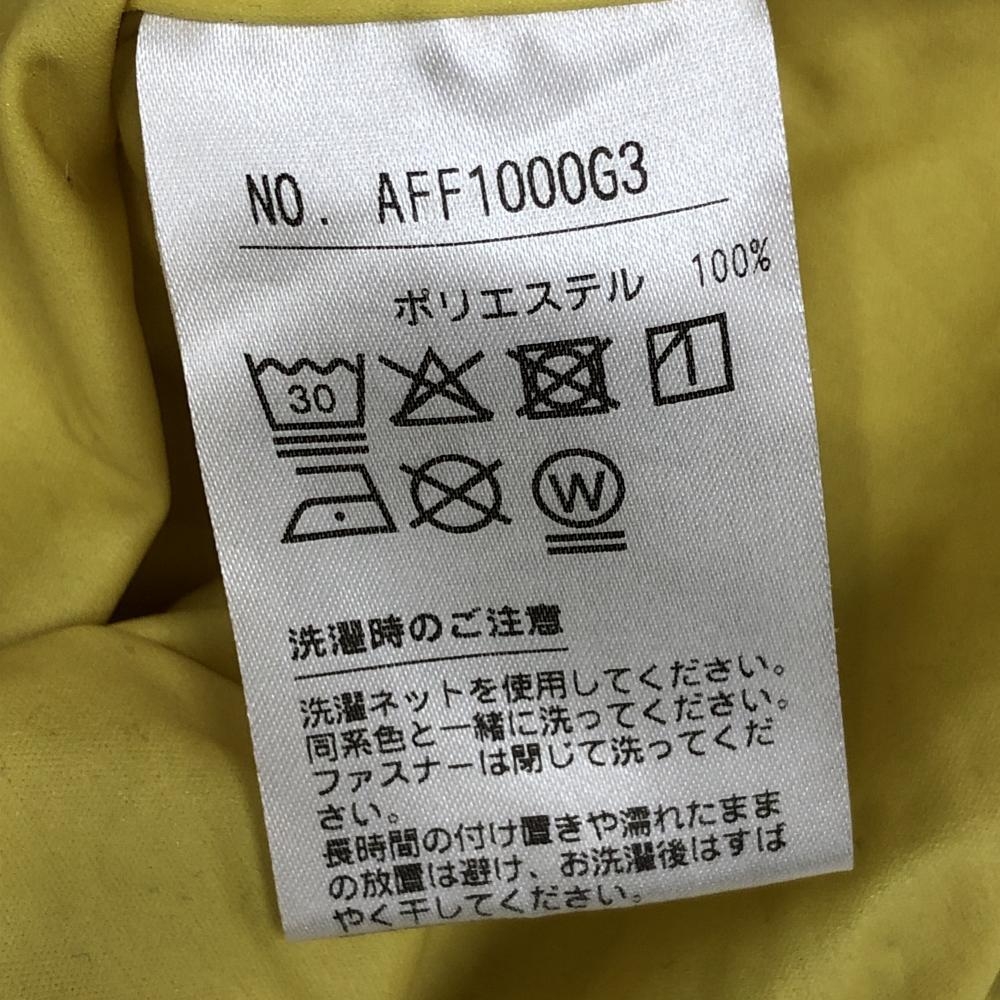 NO. AFF1000G3
ポリエステル 100%
30
W
洗濯時のご注意
洗濯ネットを使用してください。
同系色と一緒に洗ってください。
ファスナーは閉じて洗ってくだ
さい。
長時間の付け置きや濡れたまま
の放置は避け、お洗濯後はすば
やく干してください。